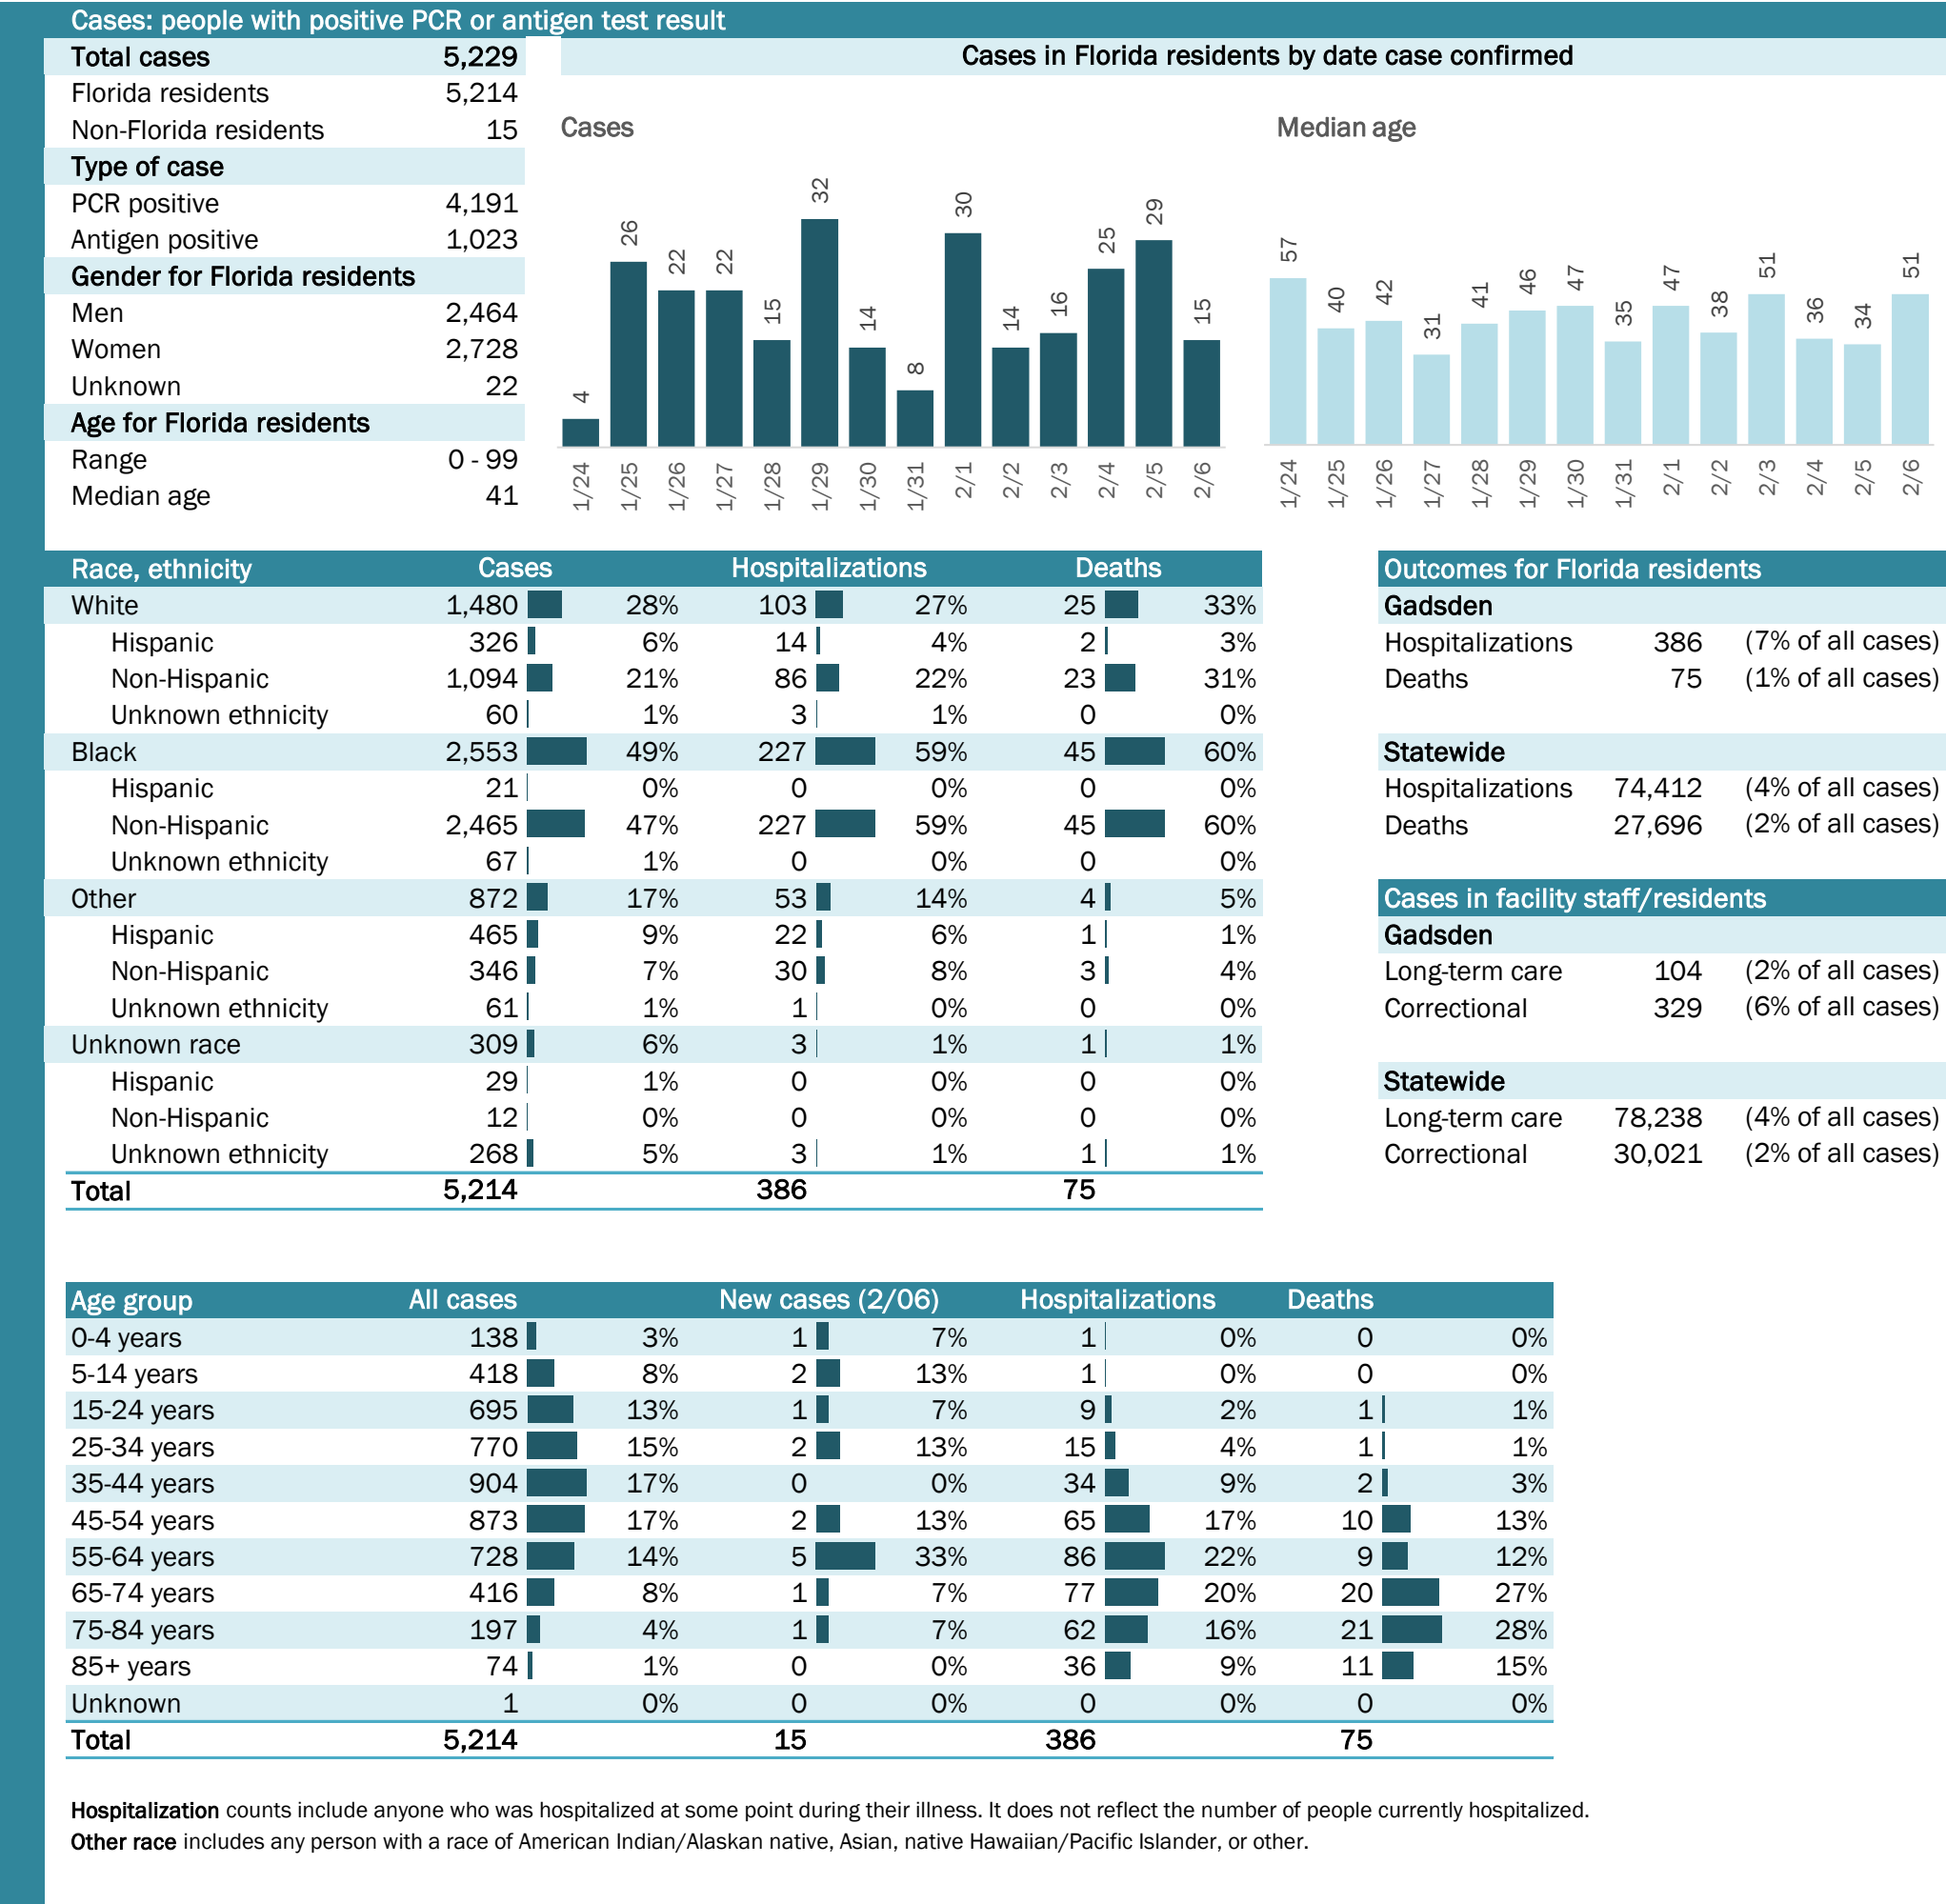 Cases: people with positive PCR or antigen test result
Total cases 5,229
Florida residents 5,214
Non-Florida residents 15
Type of case
PCR positive 4,191
Antigen positive 1,023
Gender for Florida residents
Men 2,464
Women 2,728
Unknown 22
Age for Florida residents
Range 0 - 99
Median age 41
Cases in Florida residents by date case confirmed
Cases
4 26 22 22 15 32 14 8 30 14 16 25 29 15
1/24 1/25 1/26 1/27 1/28 1/29 1/30 1/31 2/1 2/2 2/3 2/4 2/5 2/6
Median age
57 40 42 31 41 46 47 35 47 38 51 36 34 51
1/24 1/25 1/26 1/27 1/28 1/29 1/30 1/31 2/1 2/2 2/3 2/4 2/5 2/6
Race, ethnicity Cases Hospitalizations Deaths
White 1,480 28% 103 27% 25 33%
Hispanic 326 6% 14 4% 2 3%
Non-Hispanic 1,094 21% 86 22% 23 31%
Unknown ethnicity 60 1% 3 1% 0 0%
Black 2,553 49% 227 59% 45 60%
Hispanic 21 0% 0 0% 0 0%
Non-Hispanic 2,465 47% 227 59% 45 60%
Unknown ethnicity 67 1% 0 0% 0 0%
Other 872 17% 53 14% 4 5%
Hispanic 465 9% 22 6% 1 1%
Non-Hispanic 346 7% 30 8% 3 4%
Unknown ethnicity 61 1% 1 0% 0 0%
Unknown race 309 6% 3 1% 1 1%
Hispanic 29 1% 0 0% 0 0%
Non-Hispanic 12 0% 0 0% 0 0%
Unknown ethnicity 268 5% 3 1% 1 1%
Total 5,214 386 75
Outcomes for Florida residents
Gadsden
Hospitalizations 386 (7% of all cases)
Deaths 75 (1% of all cases)
Statewide
Hospitalizations 74,412 (4% of all cases)
Deaths 27,696 (2% of all cases)
Cases in facility staff/residents
Gadsden
Long-term care 104 (2% of all cases)
Correctional 329 (6% of all cases)
Statewide
Long-term care 78,238 (4% of all cases)
Correctional 30,021 (2% of all cases)
Age group All cases New cases (2/06) Hospitalizations Deaths
0-4 years 138 3% 1 7% 1 0% 0 0%
5-14 years 418 8% 2 13% 1 0% 0 0%
15-24 years 695 13% 1 7% 9 2% 1 1%
25-34 years 770 15% 2 13% 15 4% 1 1%
35-44 years 904 17% 0 0% 34 9% 2 3%
45-54 years 873 17% 2 13% 65 17% 10 13%
55-64 years 728 14% 5 33% 86 22% 9 12%
65-74 years 416 8% 1 7% 77 20% 20 27%
75-84 years 197 4% 1 7% 62 16% 21 28%
85+ years 74 1% 0 0% 36 9% 11 15%
Unknown 1 0% 0 0% 0 0% 0 0%
Total 5,214 15 386 75
Hospitalization counts include anyone who was hospitalized at some point during their illness. It does not reflect the number of people currently hospitalized.
Other race includes any person with a race of American Indian/Alaskan native, Asian, native Hawaiian/Pacific Islander, or other.